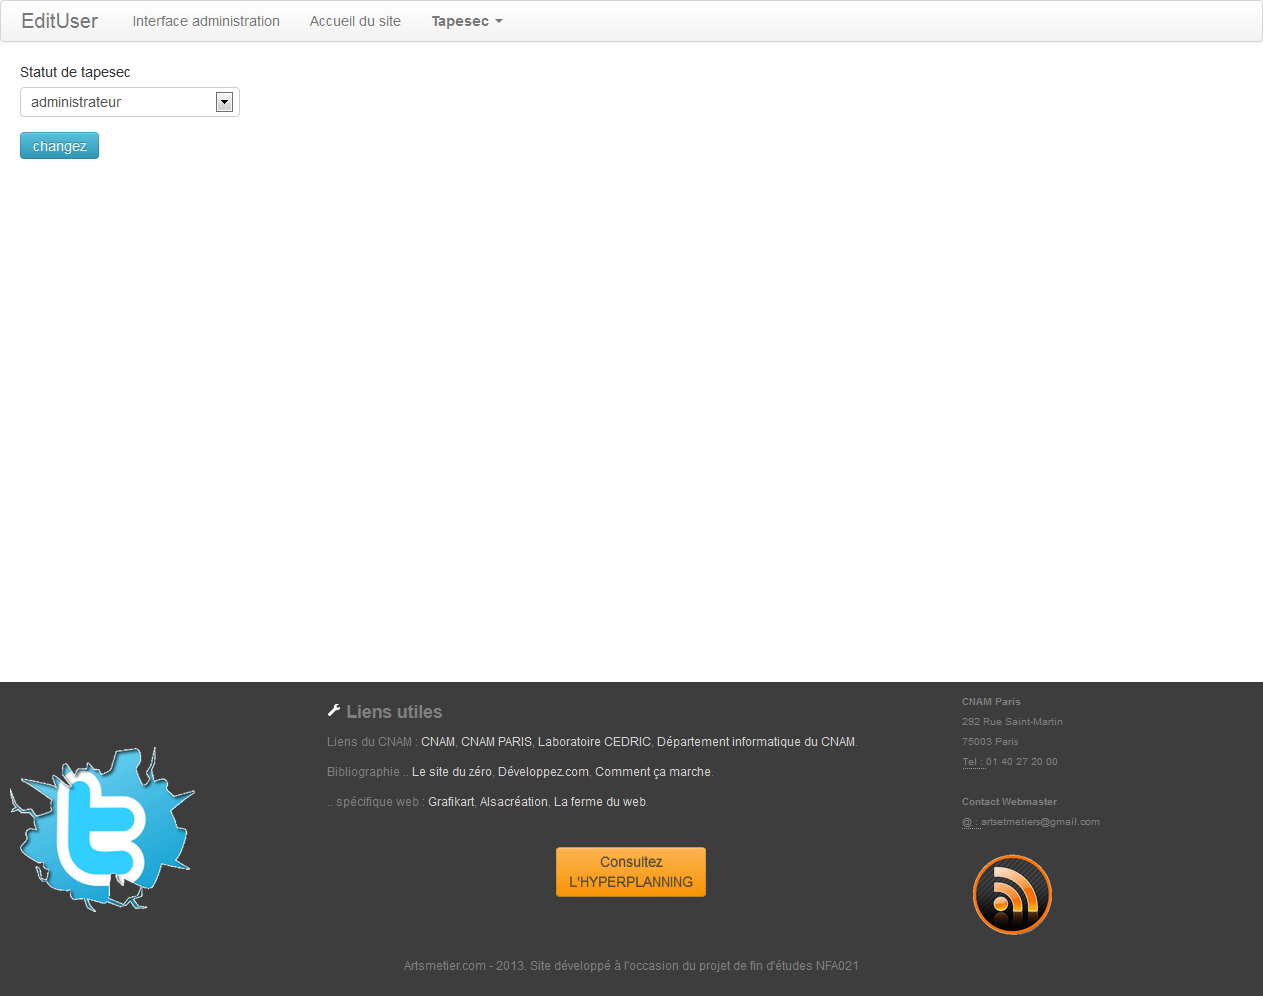 EditUser Interface administration Accueil du site Tapesec
Statut de tapesec
administrateur
changez
Liens utiles
Liens du CNAM : CNAM, CNAM PARIS, Laboratoire CEDRIC, Département informatique du CNAM.
Bibliographie .. Le site du zéro, Développez.com, Comment ça marche.
.. spécifique web : Grafikart, Alsacréation, La ferme du web.
Consultez
L'HYPERPLANNING
CNAM Paris
292 Rue Saint-Martin
75003 Paris
Tel : 01 40 27 20 00
Contact Webmaster
@ : artsetmetiers@gmail.com
Artsmetier.com - 2013. Site développé à l'occasion du projet de fin d'études NFA021